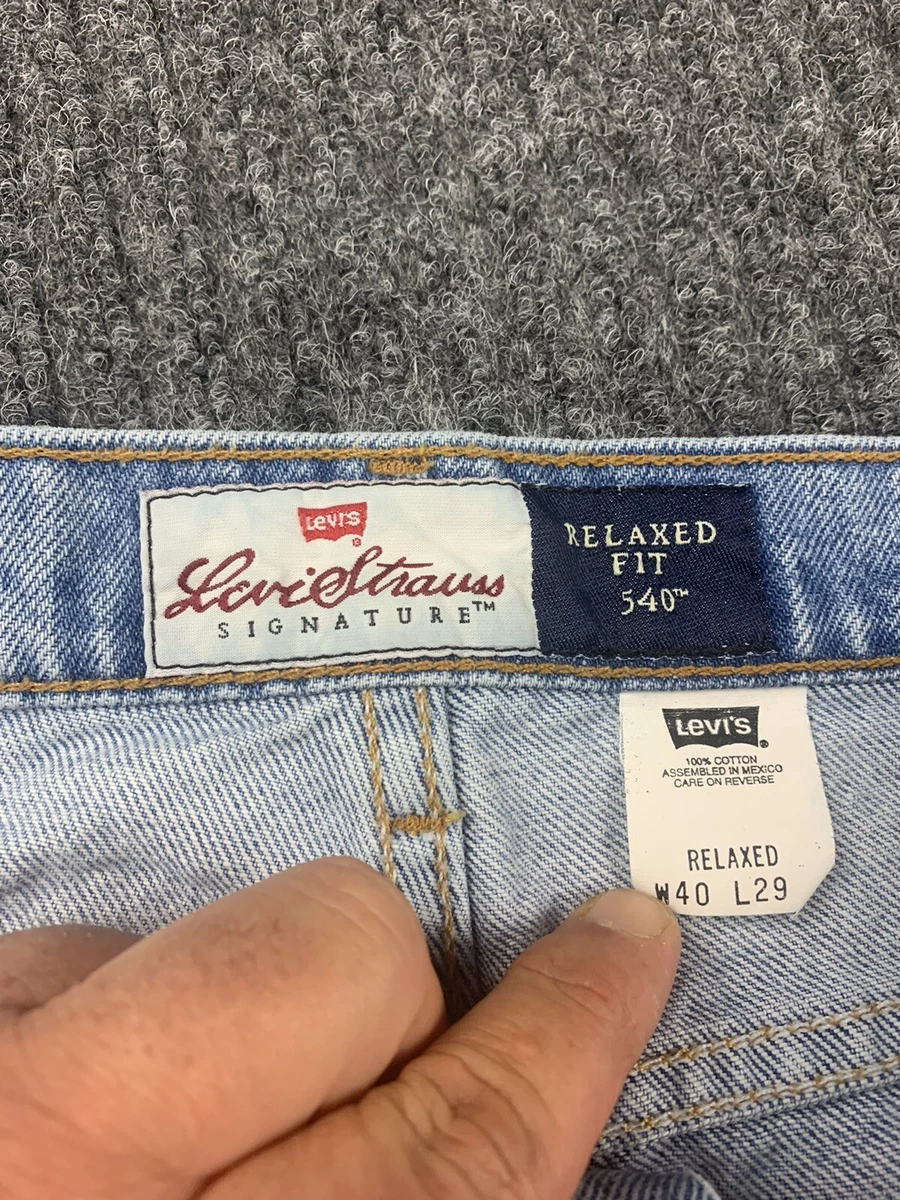 LEVI'S
®
Levi Strauss
SIGNATURE™
RELAXED
FIT
540™
LEVI'S®
100% COTTON
ASSEMBLED IN MEXICO
CARE ON REVERSE
RELAXED
W40 L29